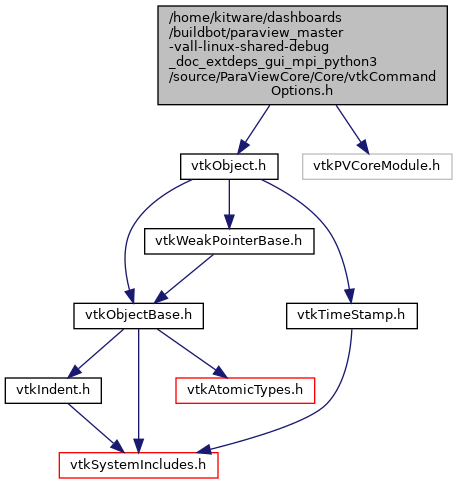 /home/kitware/dashboards
/buildbot/paraview_master
-vall-linux-shared-debug
_doc_extdeps_gui_mpi_python3
/source/ParaViewCore/Core/vtkCommand
Options.h
vtkObject.h
vtkPVCoreModule.h
vtkWeakPointerBase.h
vtkObjectBase.h
vtkTimeStamp.h
vtkIndent.h
vtkAtomicTypes.h
vtkSystemIncludes.h